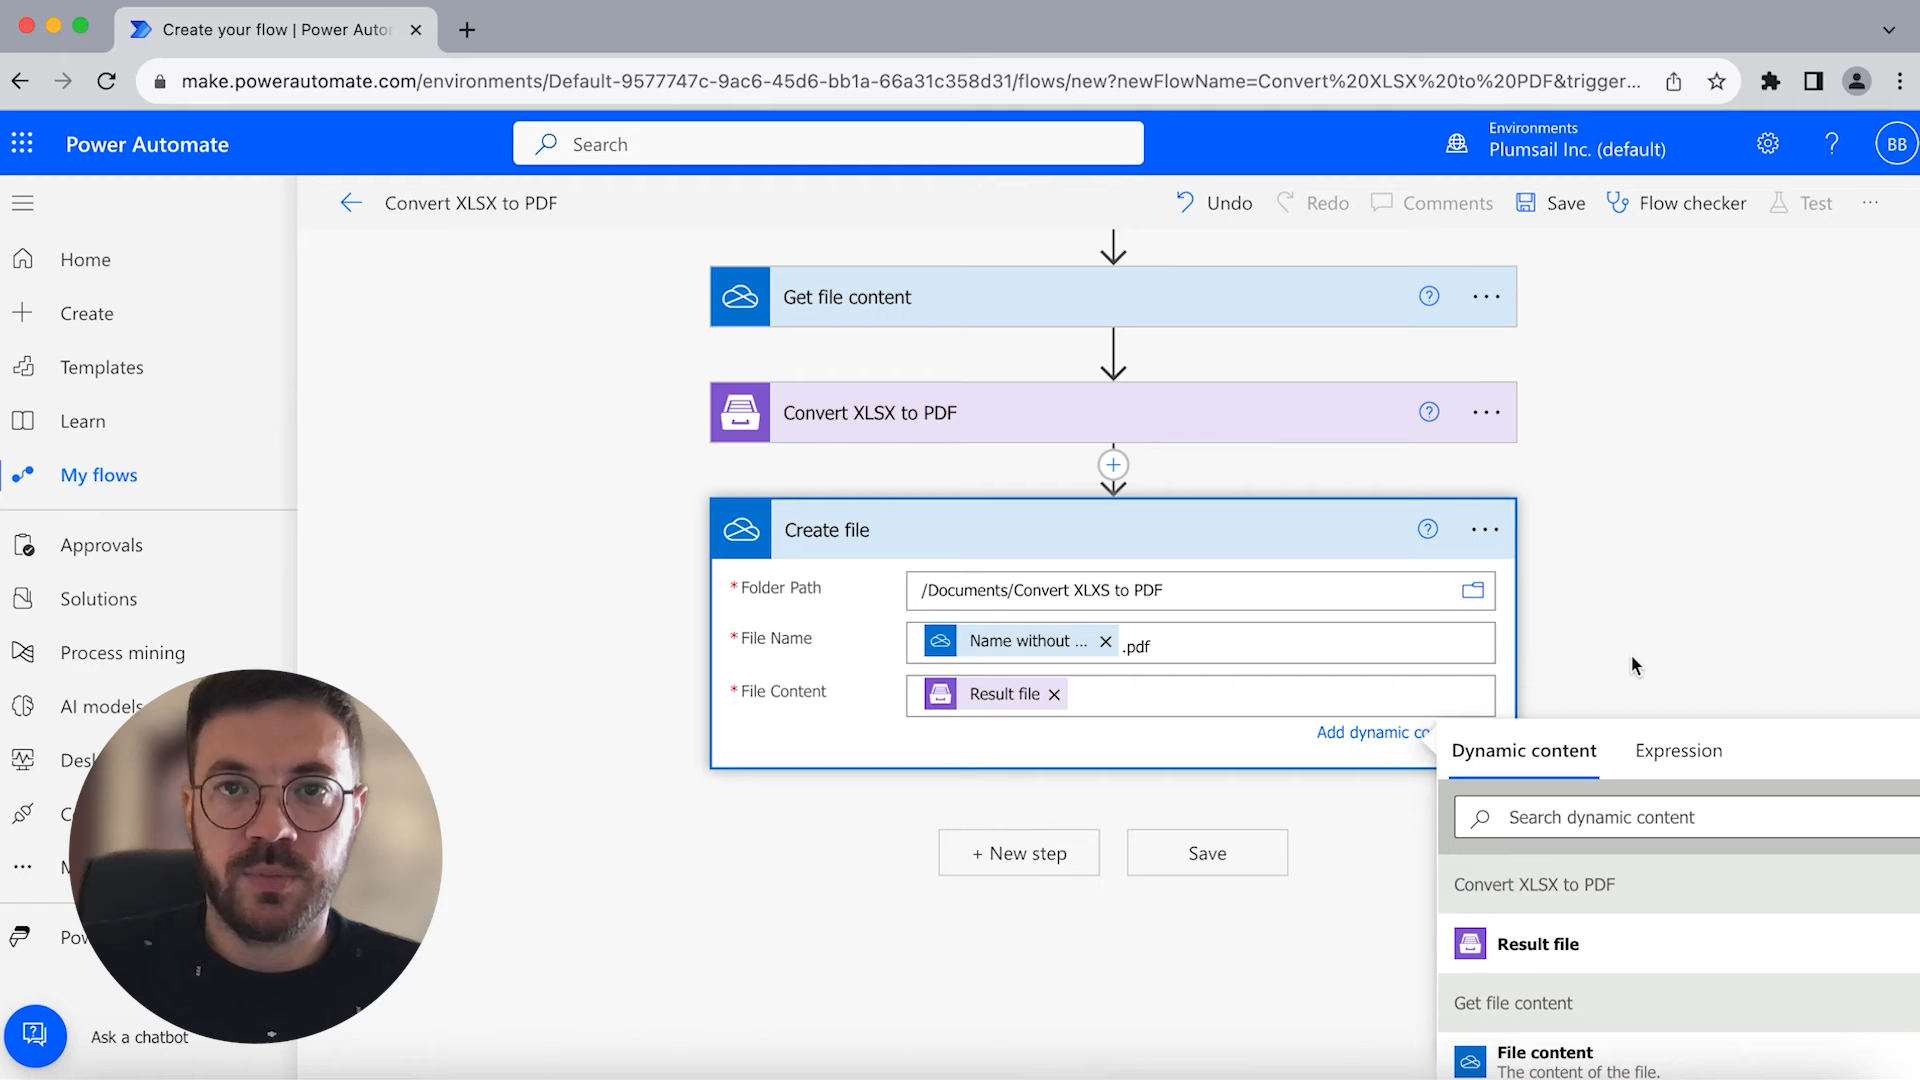 Create your flow | Power Autor
make.powerautomate.com/environments/Default-9577747c-9ac6-45d6-bb1a-66a31c358d31/flows/new?newFlowName=Convert%20XLSX%20to%20PDF&trigger...
Power Automate
Search
Environments
Plumsail Inc. (default)
BB
Convert XLSX to PDF
Undo
Redo
Comments
Save
Flow checker
Test
Home
Create
Templates
Learn
My flows
Approvals
Solutions
Process mining
AI models
Des
C
M
Pow
Ask a chatbot
Get file content
Convert XLSX to PDF
Create file
* Folder Path
/Documents/Convert XLXS to PDF
* File Name
Name without ...
.pdf
* File Content
Result file
Add dynamic co
+ New step
Save
Dynamic content
Expression
Search dynamic content
Convert XLSX to PDF
Result file
Get file content
File content
The content of the file.